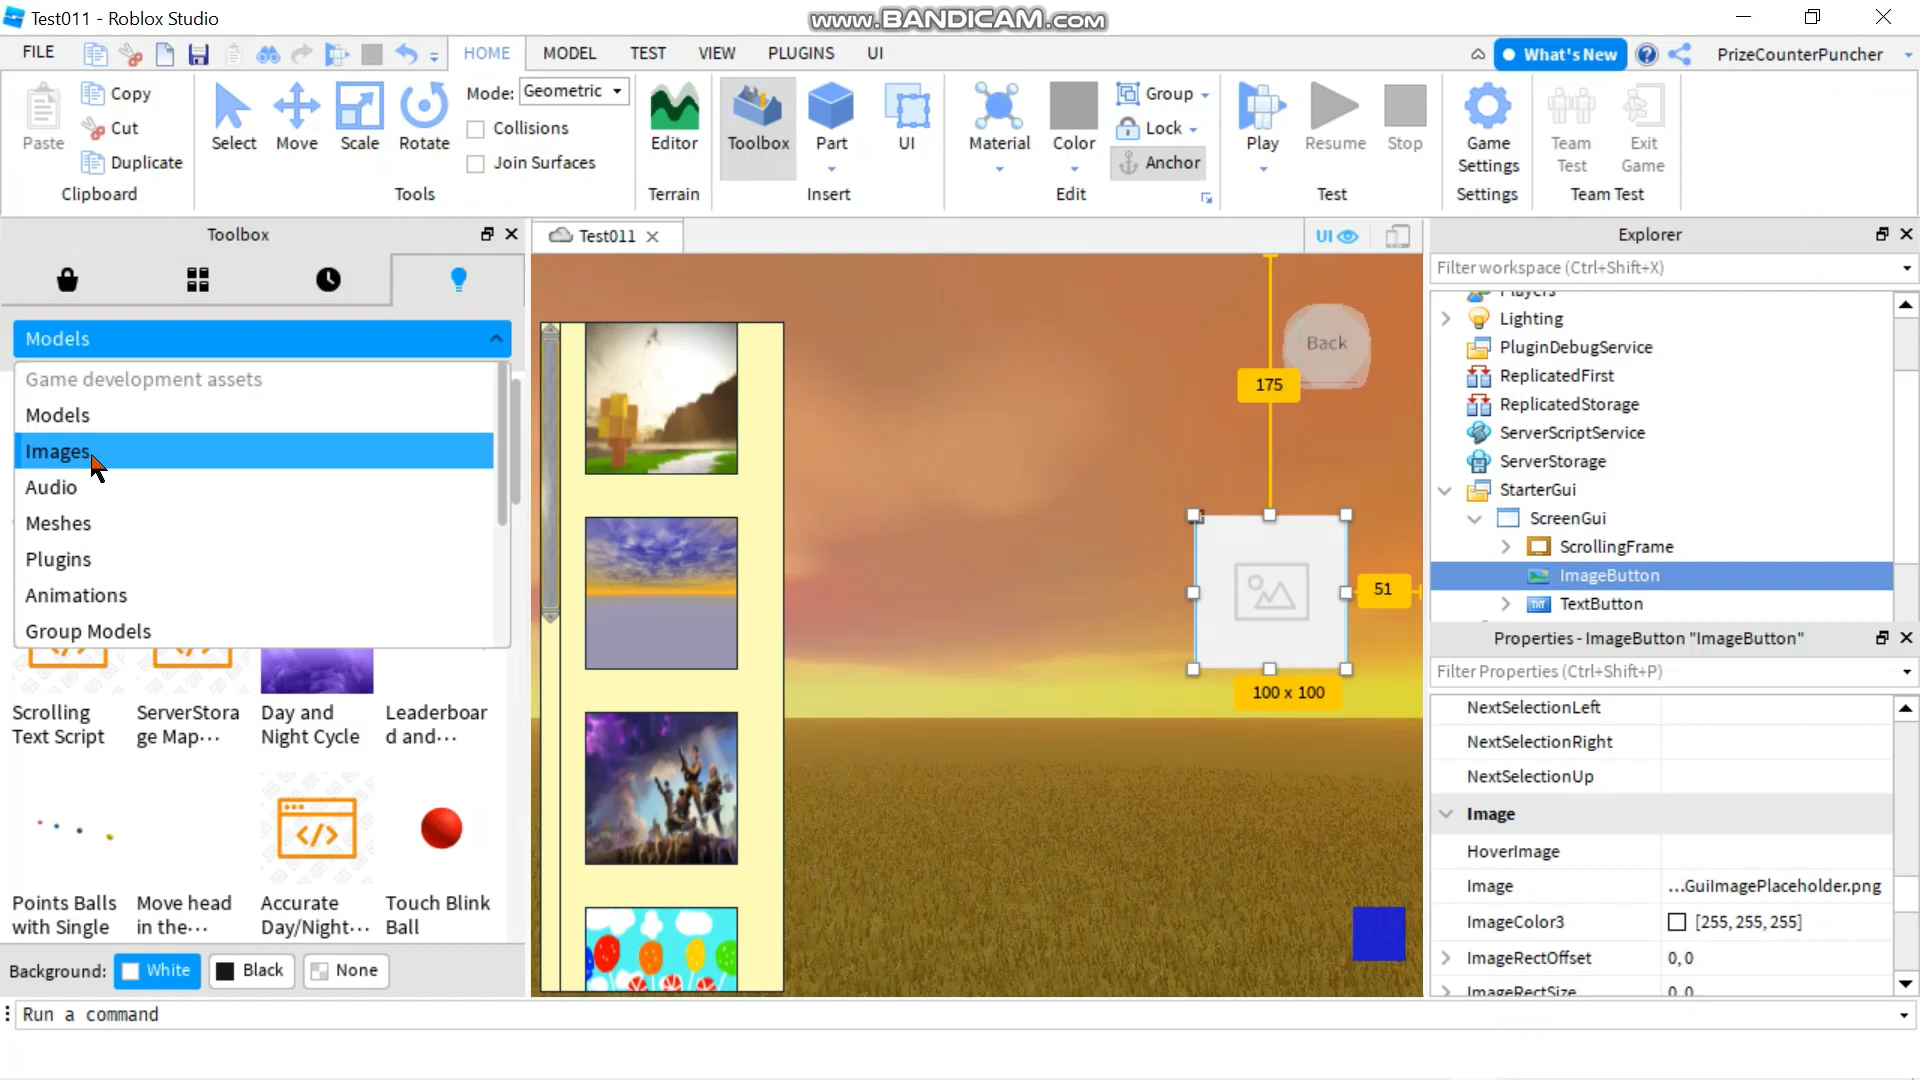 Test011 - Roblox Studio
www.BANDICAM.com
FILE
HOME
MODEL
TEST
VIEW
PLUGINS
UI
What's New
PrizeCounterPuncher
Paste
Copy
Cut
Duplicate
Clipboard
Select
Move
Scale
Rotate
Mode: Geometric
Collisions
Join Surfaces
Tools
Editor
Terrain
Toolbox
Part
UI
Insert
Material
Color
Group
Lock
Anchor
Edit
Play
Resume
Stop
Test
Game Settings
Settings
Team Test
Exit Game
Team Test
Toolbox
Models
Game development assets
Models
Images
Audio
Meshes
Plugins
Animations
Group Models
Scrolling Text Script
ServerStorage Map...
Day and Night Cycle
Leaderboard and...
Points Balls with Single
Move head in the...
Accurate Day/Night...
Touch Blink Ball
Background: White Black None
Test011
UI
Back
175
51
100 x 100
Explorer
Filter workspace (Ctrl+Shift+X)
Players
Lighting
PluginDebugService
ReplicatedFirst
ReplicatedStorage
ServerScriptService
ServerStorage
StarterGui
ScreenGui
ScrollingFrame
ImageButton
TXT TextButton
Properties - ImageButton "ImageButton"
Filter Properties (Ctrl+Shift+P)
NextSelectionLeft
NextSelectionRight
NextSelectionUp
Image
HoverImage
Image ...GuiImagePlaceholder.png
ImageColor3 [255, 255, 255]
ImageRectOffset 0, 0
ImageRectSize 0, 0
Run a command